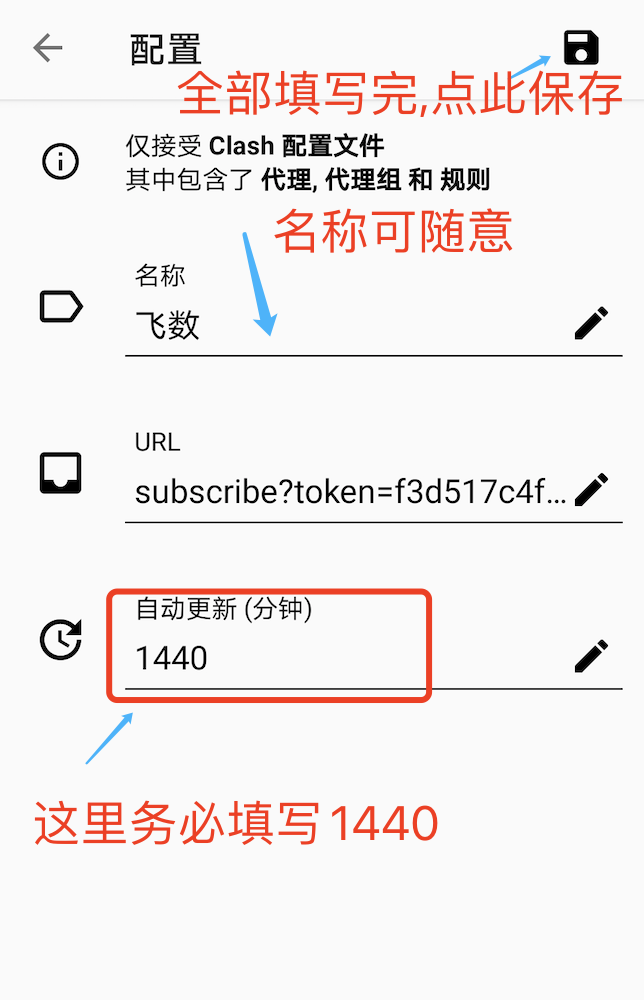 配置
全部填写完,点此保存
仅接受 Clash 配置文件
其中包含了 代理, 代理组 和 规则
名称可随意
名称
飞数
URL
subscribe?token=f3d517c4f...
自动更新 (分钟)
1440
这里务必填写1440